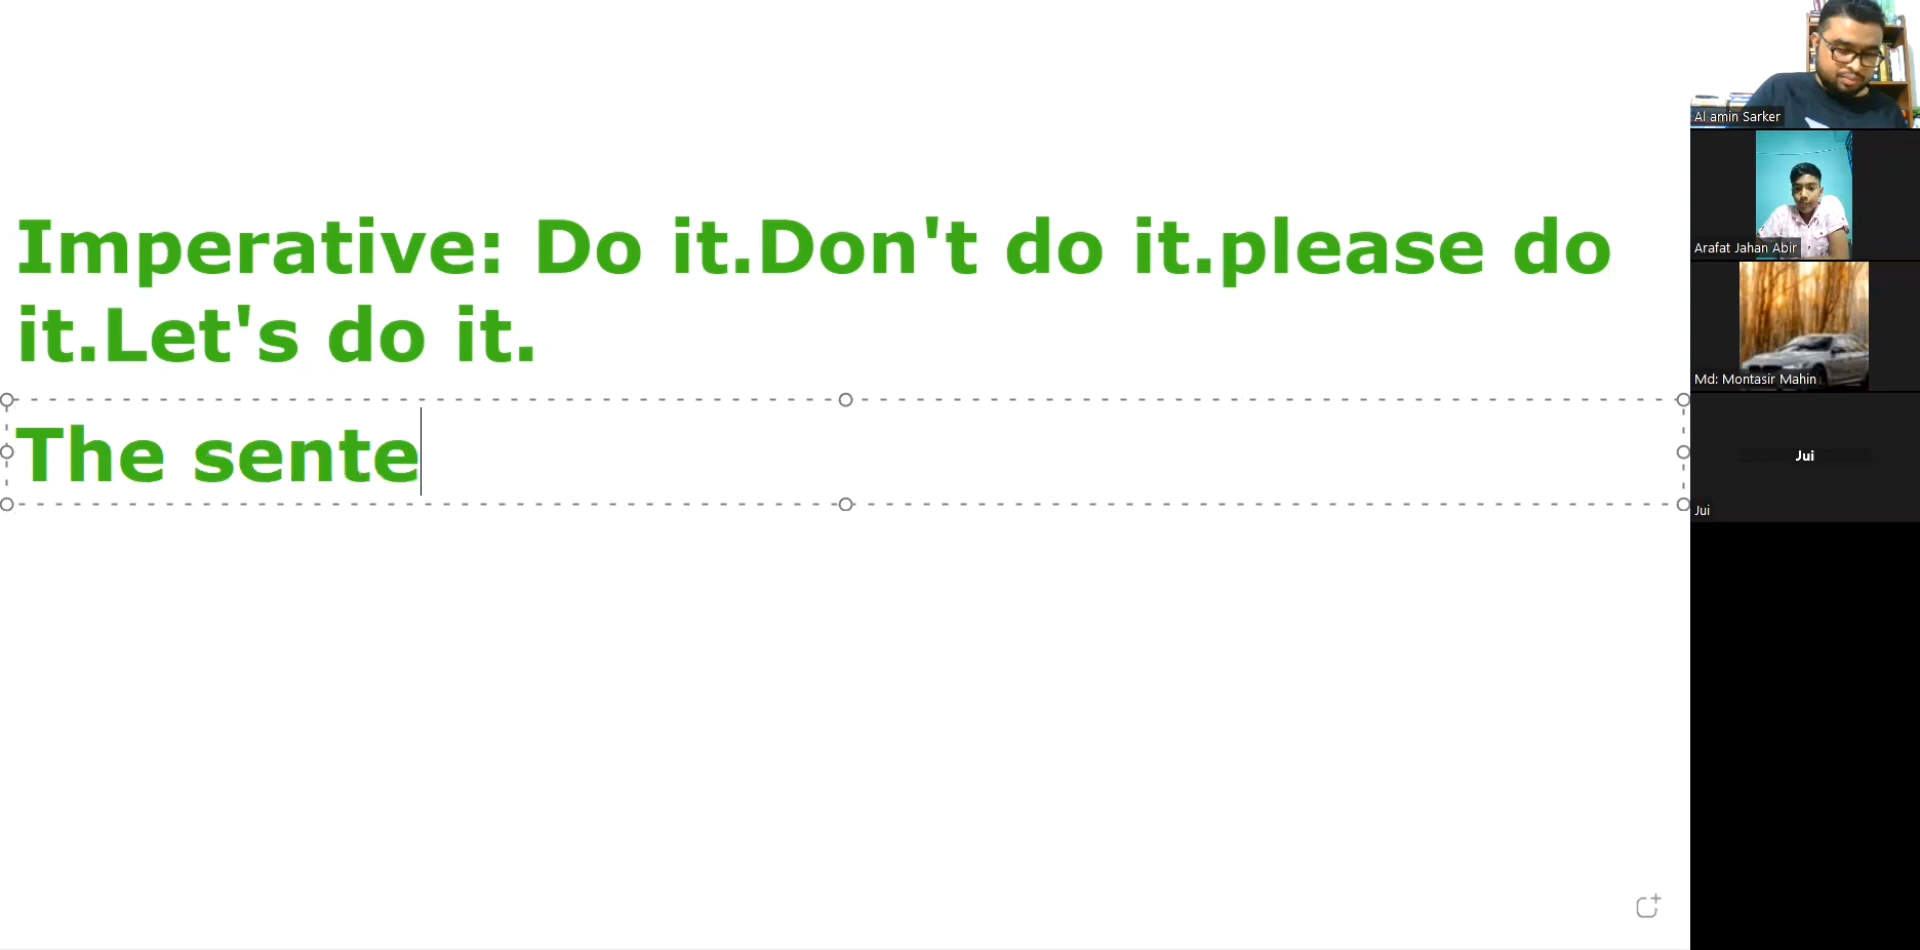 Imperative: Do it.Don't do it.please do
it.Let's do it.
The sente
Al amin Sarker
Arafat Jahan Abir
Md: Montasir Mahin
Jui
Jui